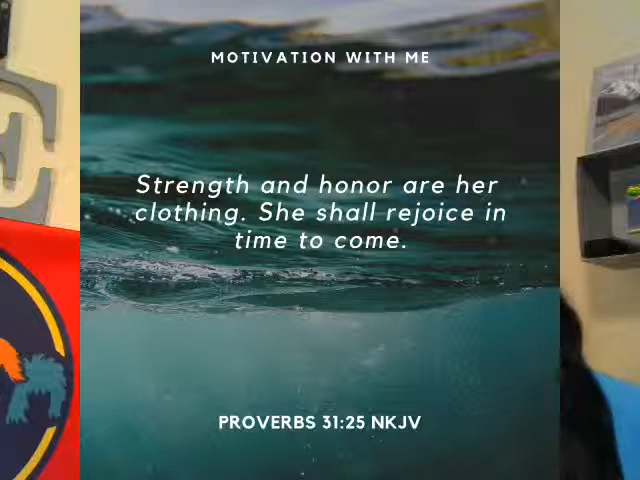 MOTIVATION WITH ME
Strength and honor are her
clothing. She shall rejoice in
time to come.
PROVERBS 31:25 NKJV